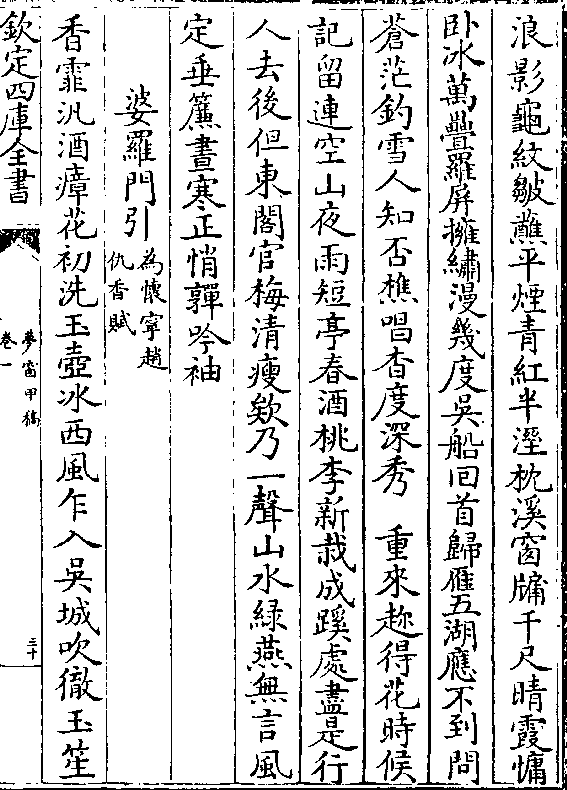 浪影龜紋皺蘸平煙青紅半溼枕溪窗牖千尺晴霞慵
卧冰萬疊羅屏擁繡漫幾度吳船回首歸雁五湖應不到問
蒼茫釣雪人知否樵唱杳度深秀　重來趂得花時候
記留連空山夜雨短亭春酒桃李新栽成蹊處盡是行
人去後但東閣官梅清瘦欸乃一聲山水綠燕無言風
定垂簾晝寒正悄嚲吟袖
婆羅門引為懷寧趙
仇香賦
香霏汎酒瘴花初洗玉壺冰西風乍入吳城吹徹玉笙
欽定四庫全書
夢窗甲稿
卷一
三十